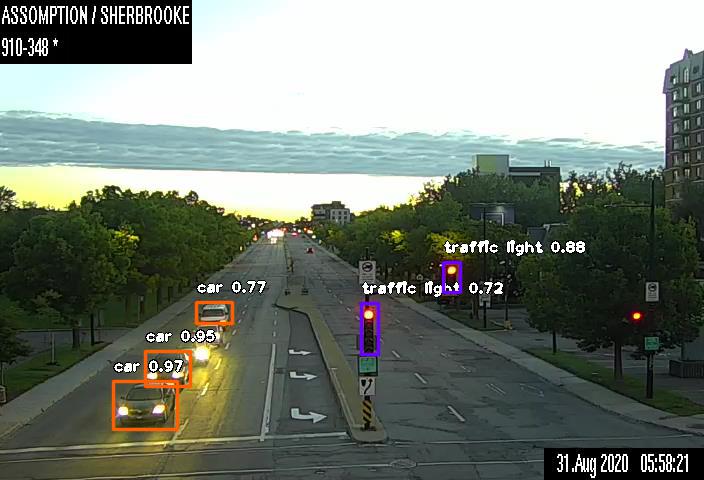 ASSOMPTION / SHERBROOKE
910-348 *
traffic light 0.88
car 0.77
traffic light 0.72
car 0.95
car 0.97
31.Aug 2020 05:58:21